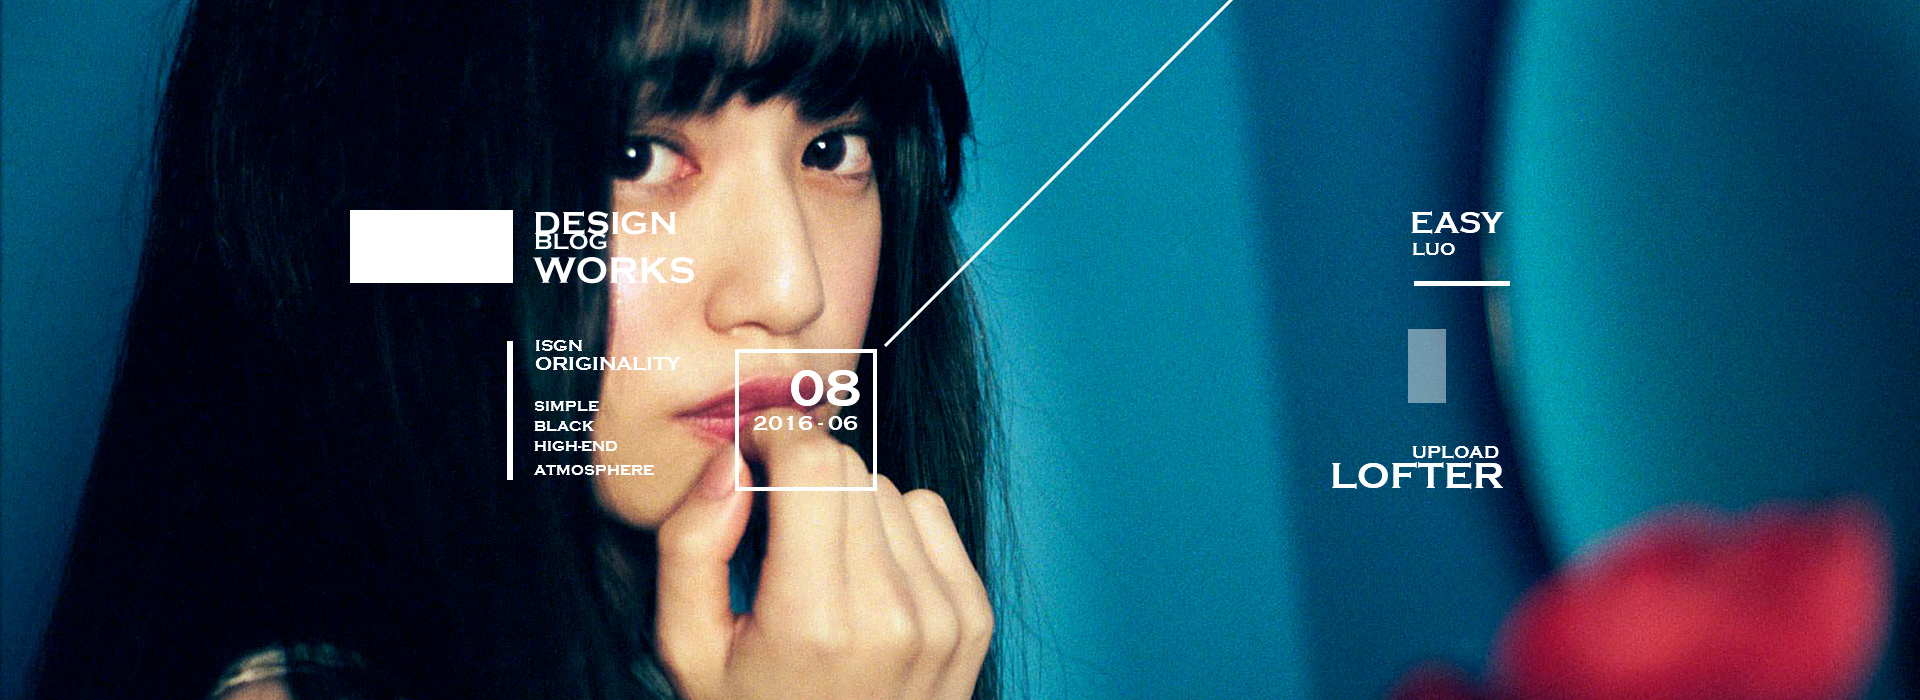 DESIGN
BLOG
WORKS
ISGN
ORIGINALITY
SIMPLE
BLACK
HIGH-END
ATMOSPHERE
08
2016-06
EASY
LUO
UPLOAD
LOFTER